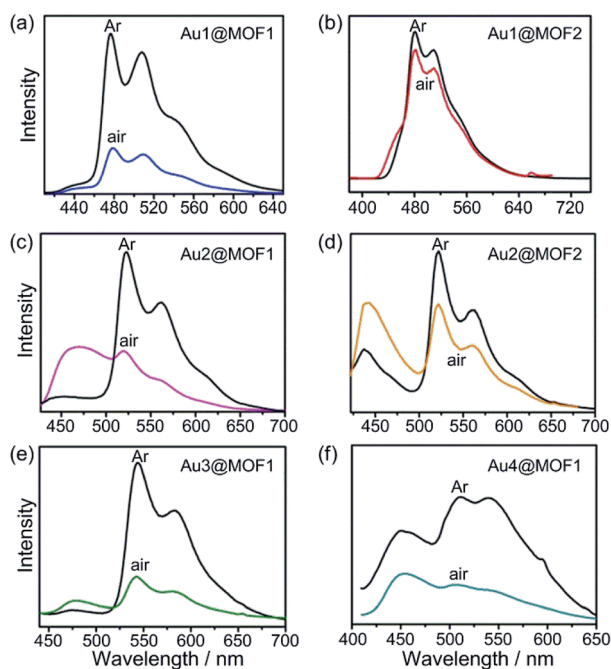 (a) Ar Au1@MOF1
air
Intensity
400 440 480 520 560 600 640
(b) Ar Au1@MOF2
air
400 480 560 640 720
(c) Ar Au2@MOF1
air
Intensity
450 500 550 600 650 700
(d) Ar Au2@MOF2
air
450 500 550 600 650 700
(e) Ar Au3@MOF1
air
Intensity
450 500 550 600 650 700
Wavelength / nm
(f) Ar Au4@MOF1
air
400 450 500 550 600 650
Wavelength / nm